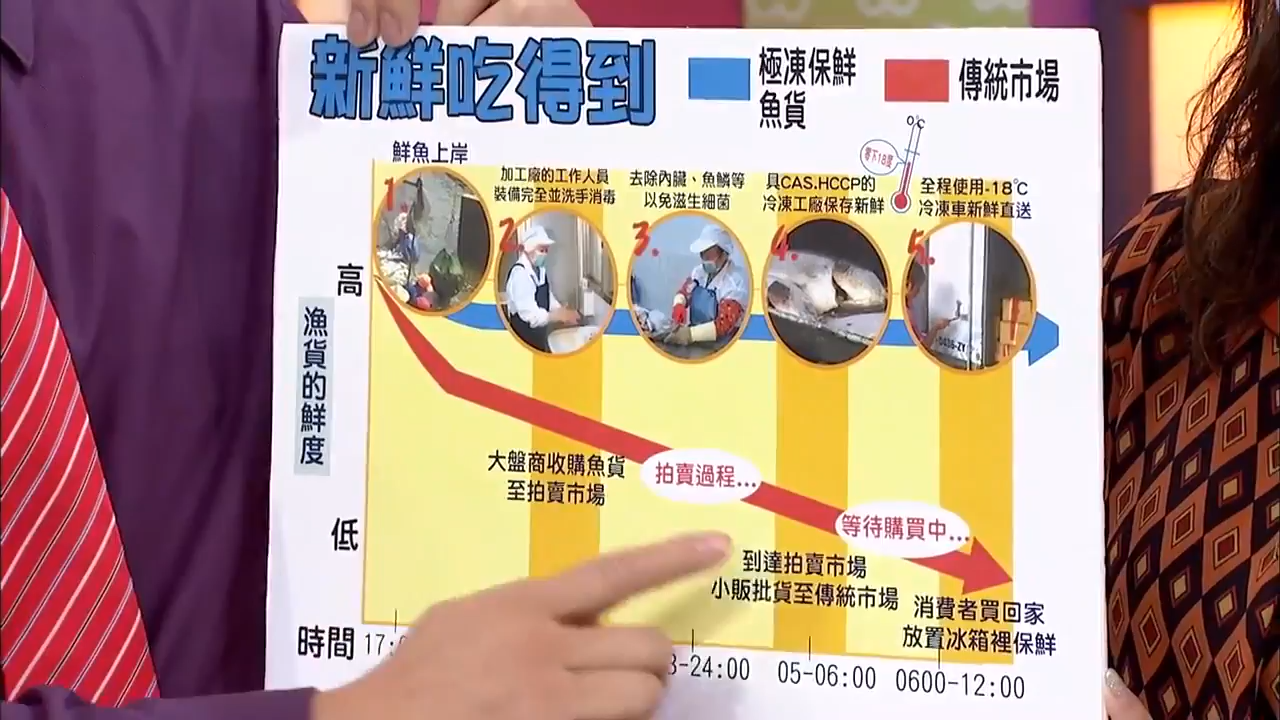 新鮮吃得到
極凍保鮮
魚貨
傳統市場
℃
零下18度
鮮魚上岸
加工廠的工作人員
裝備完全並洗手消毒
去除內臟、魚鱗等
以免滋生細菌
具CAS.HCCP的
冷凍工廠保存新鮮
全程使用-18℃
冷凍車新鮮直送
1.
2.
3.
4.
5.
高
漁貨的鮮度
低
大盤商收購魚貨
至拍賣市場
拍賣過程...
等待購買中...
到達拍賣市場
小販批貨至傳統市場
消費者買回家
放置冰箱裡保鮮
時間
17:
-24:00
05-06:00
0600-12:00